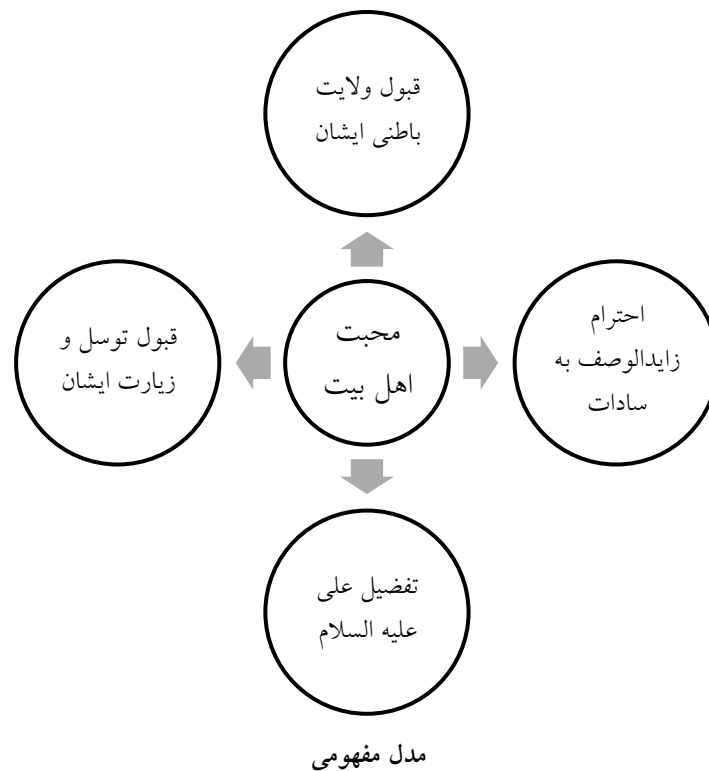 قبول ولایت
باطنی ایشان
احترام
زایدالوصف به
سادات
محبت
اهل بیت
قبول توسل و
زیارت ایشان
تفضیل علی
علیه السلام
مدل مفهومی